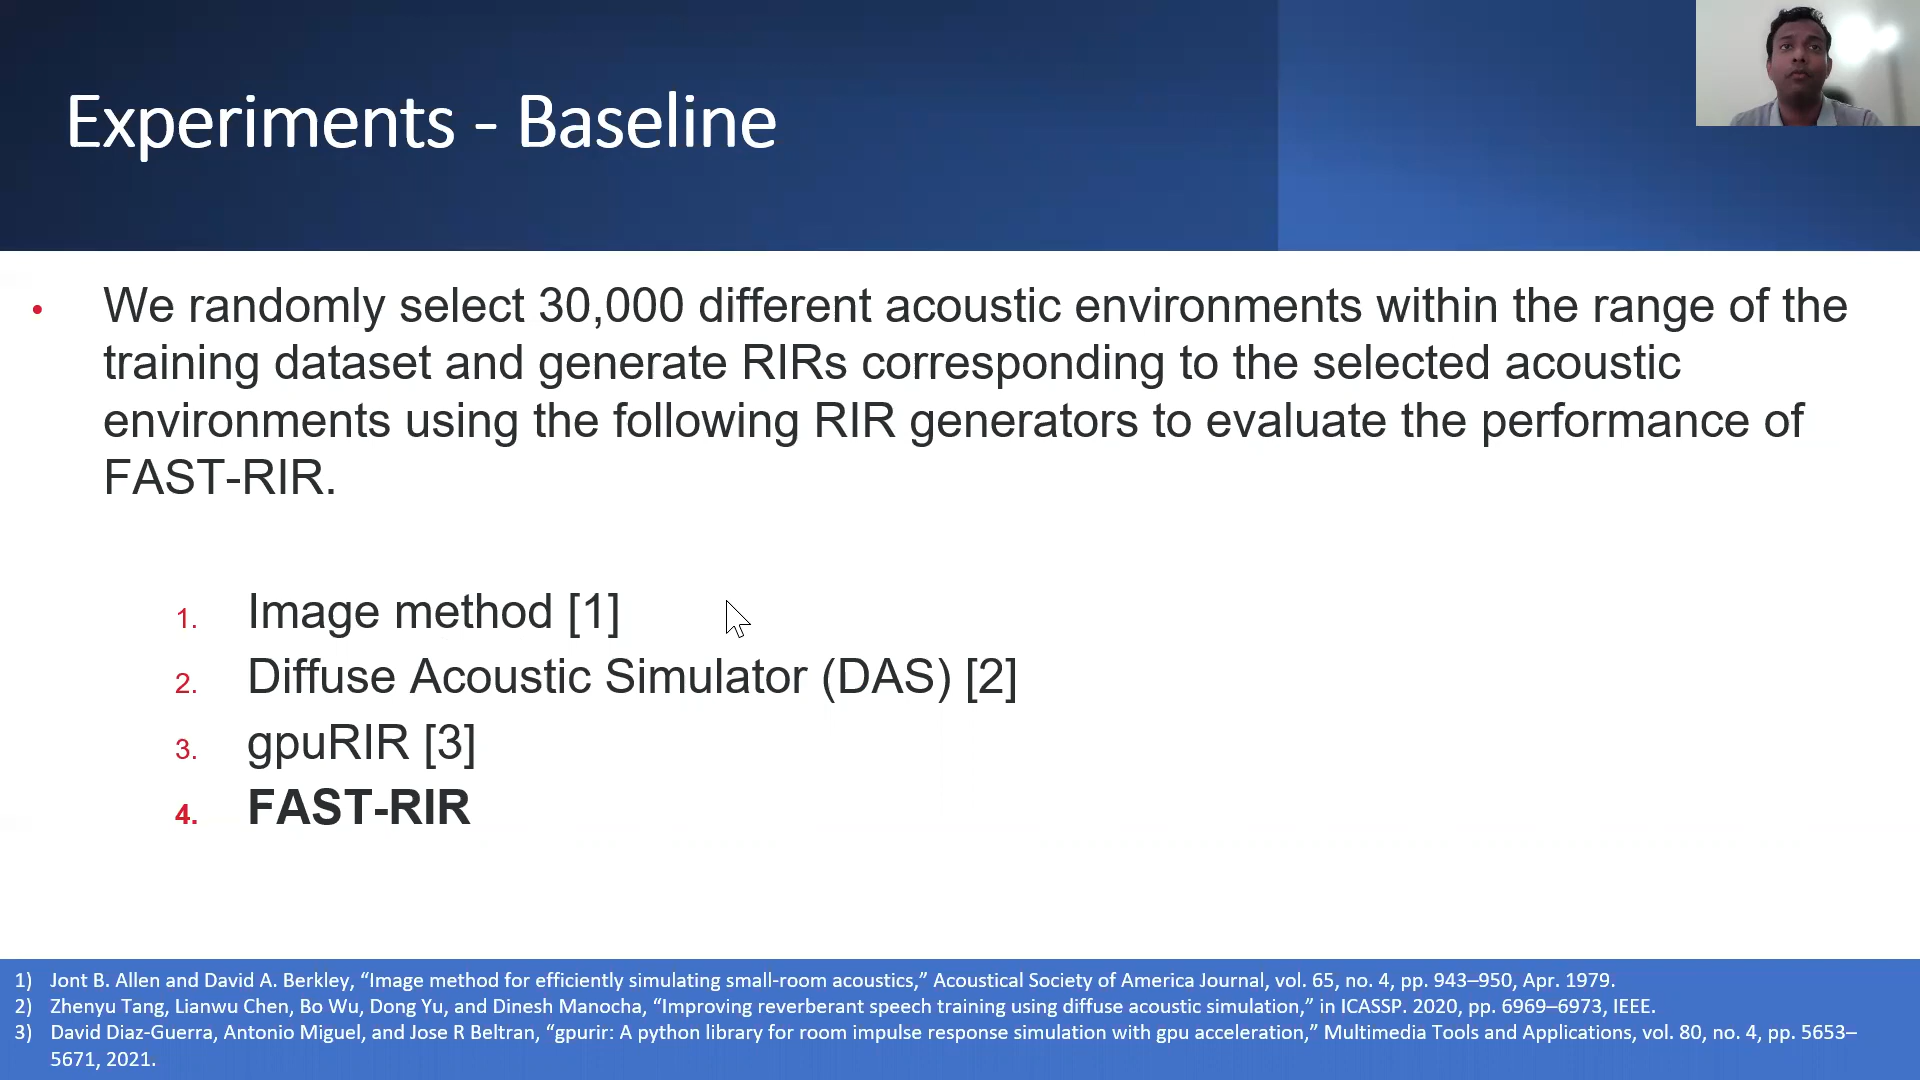 Experiments - Baseline
• We randomly select 30,000 different acoustic environments within the range of the
training dataset and generate RIRs corresponding to the selected acoustic
environments using the following RIR generators to evaluate the performance of
FAST-RIR.
1. Image method [1]
2. Diffuse Acoustic Simulator (DAS) [2]
3. gpuRIR [3]
4. FAST-RIR
1) Jont B. Allen and David A. Berkley, “Image method for efficiently simulating small-room acoustics,” Acoustical Society of America Journal, vol. 65, no. 4, pp. 943–950, Apr. 1979.
2) Zhenyu Tang, Lianwu Chen, Bo Wu, Dong Yu, and Dinesh Manocha, “Improving reverberant speech training using diffuse acoustic simulation,” in ICASSP. 2020, pp. 6969–6973, IEEE.
3) David Diaz-Guerra, Antonio Miguel, and Jose R Beltran, “gpurir: A python library for room impulse response simulation with gpu acceleration,” Multimedia Tools and Applications, vol. 80, no. 4, pp. 5653–
5671, 2021.